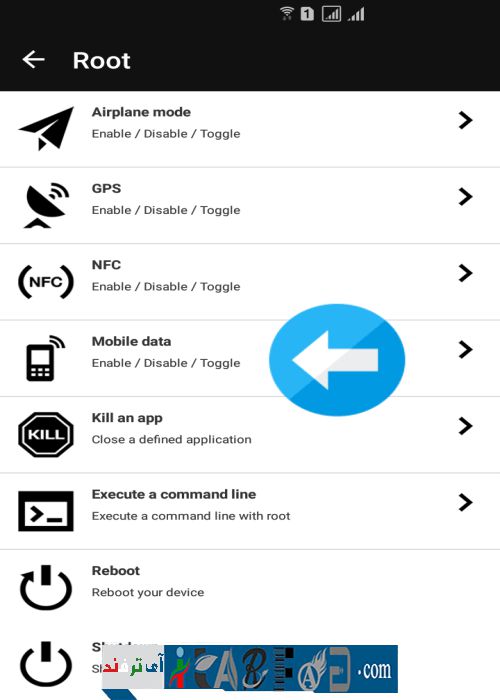 1
Root
Airplane mode
Enable / Disable / Toggle
GPS
Enable / Disable / Toggle
NFC
NFC
Enable / Disable / Toggle
Mobile data
Enable / Disable / Toggle
Kill an app
KILL
Close a defined application
Execute a command line
Execute a command line with root
Reboot
Reboot your device
آی ترفند
.com